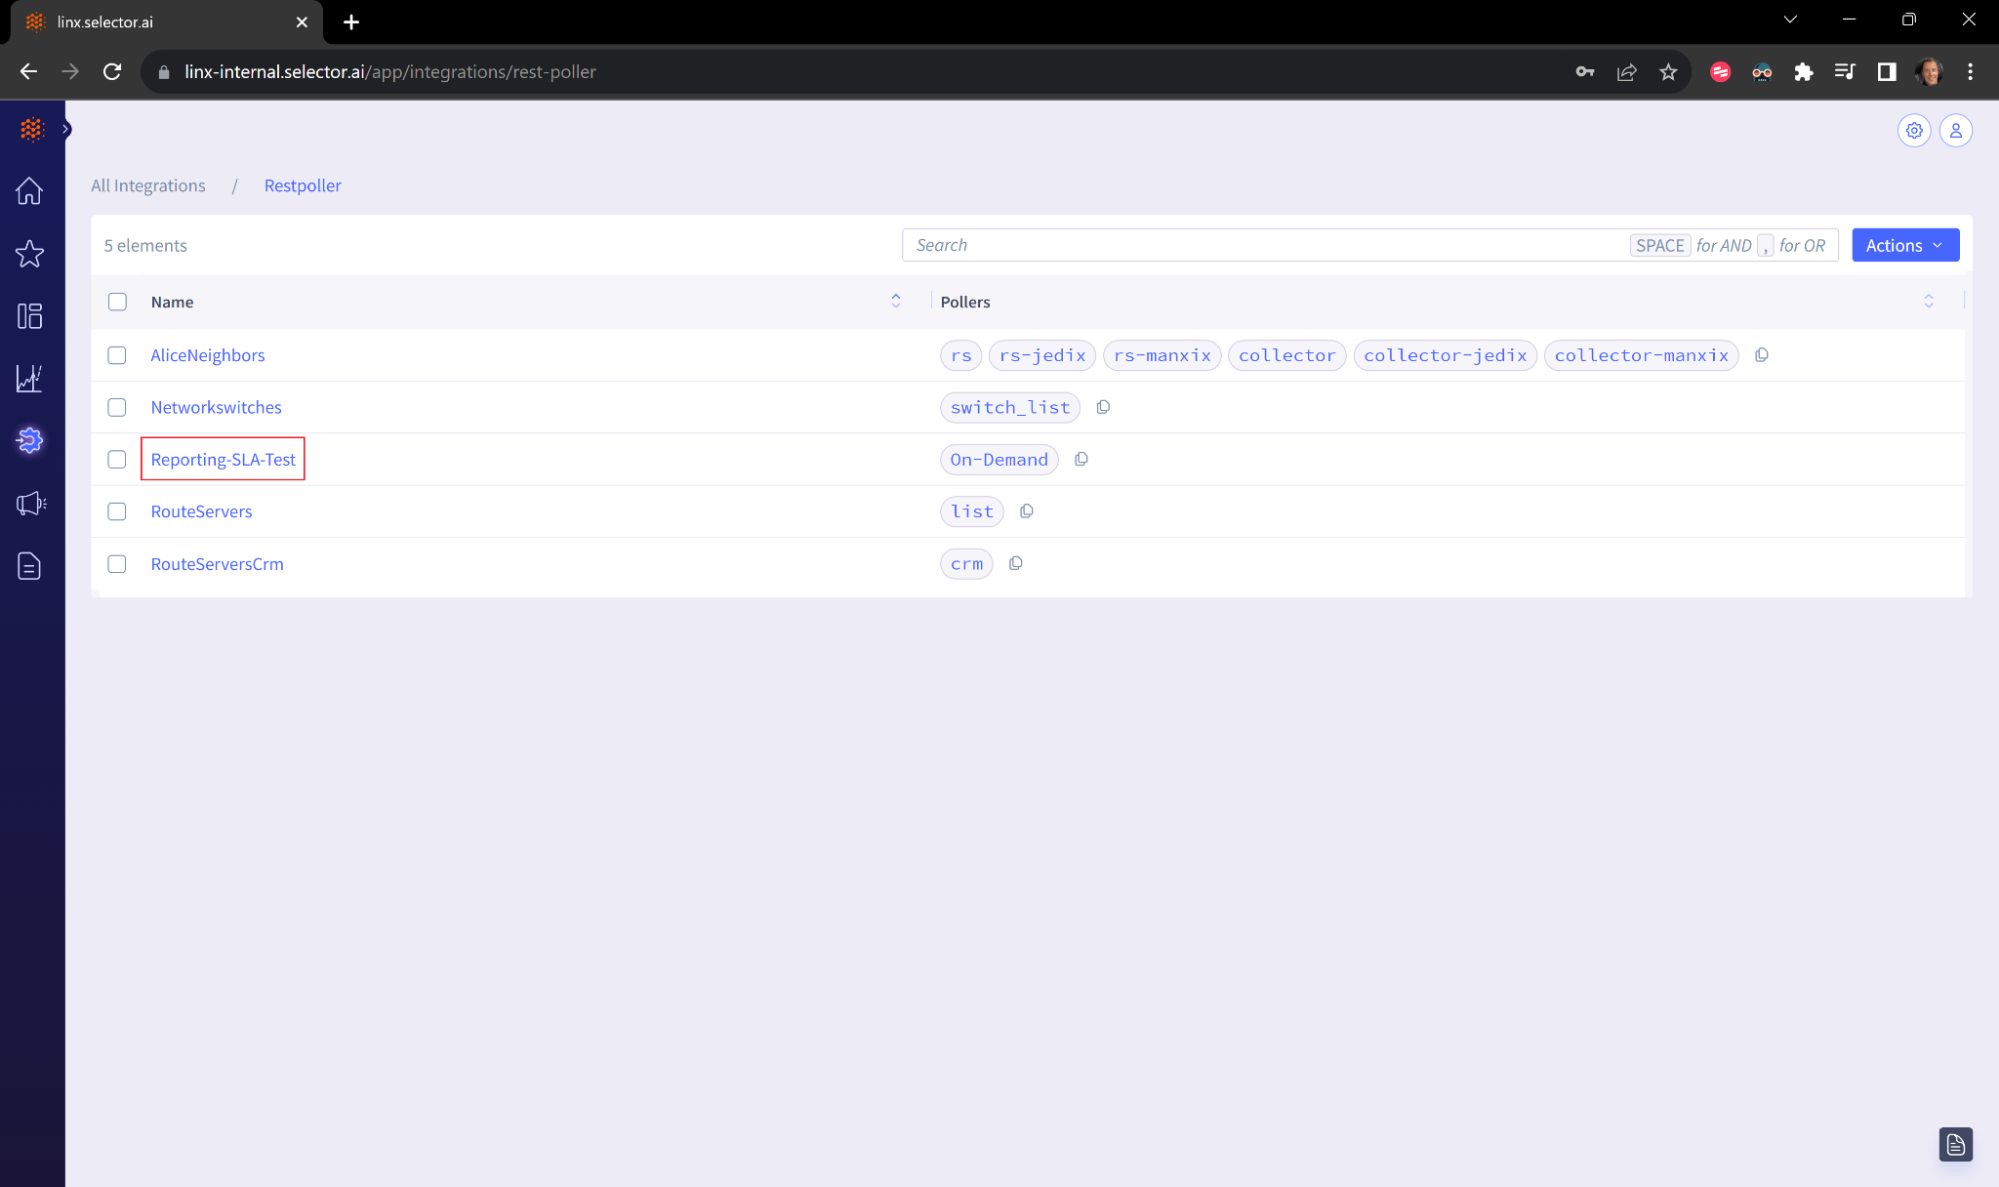 linx.selector.ai
linx-internal.selector.ai/app/integrations/rest-poller
All Integrations / Restpoller
5 elements
Search SPACE for AND , for OR
Actions
Name Pollers
AliceNeighbors rs rs-jedix rs-manxix collector collector-jedix collector-manxix
Networkswitches switch_list
Reporting-SLA-Test On-Demand
RouteServers list
RouteServersCrm crm